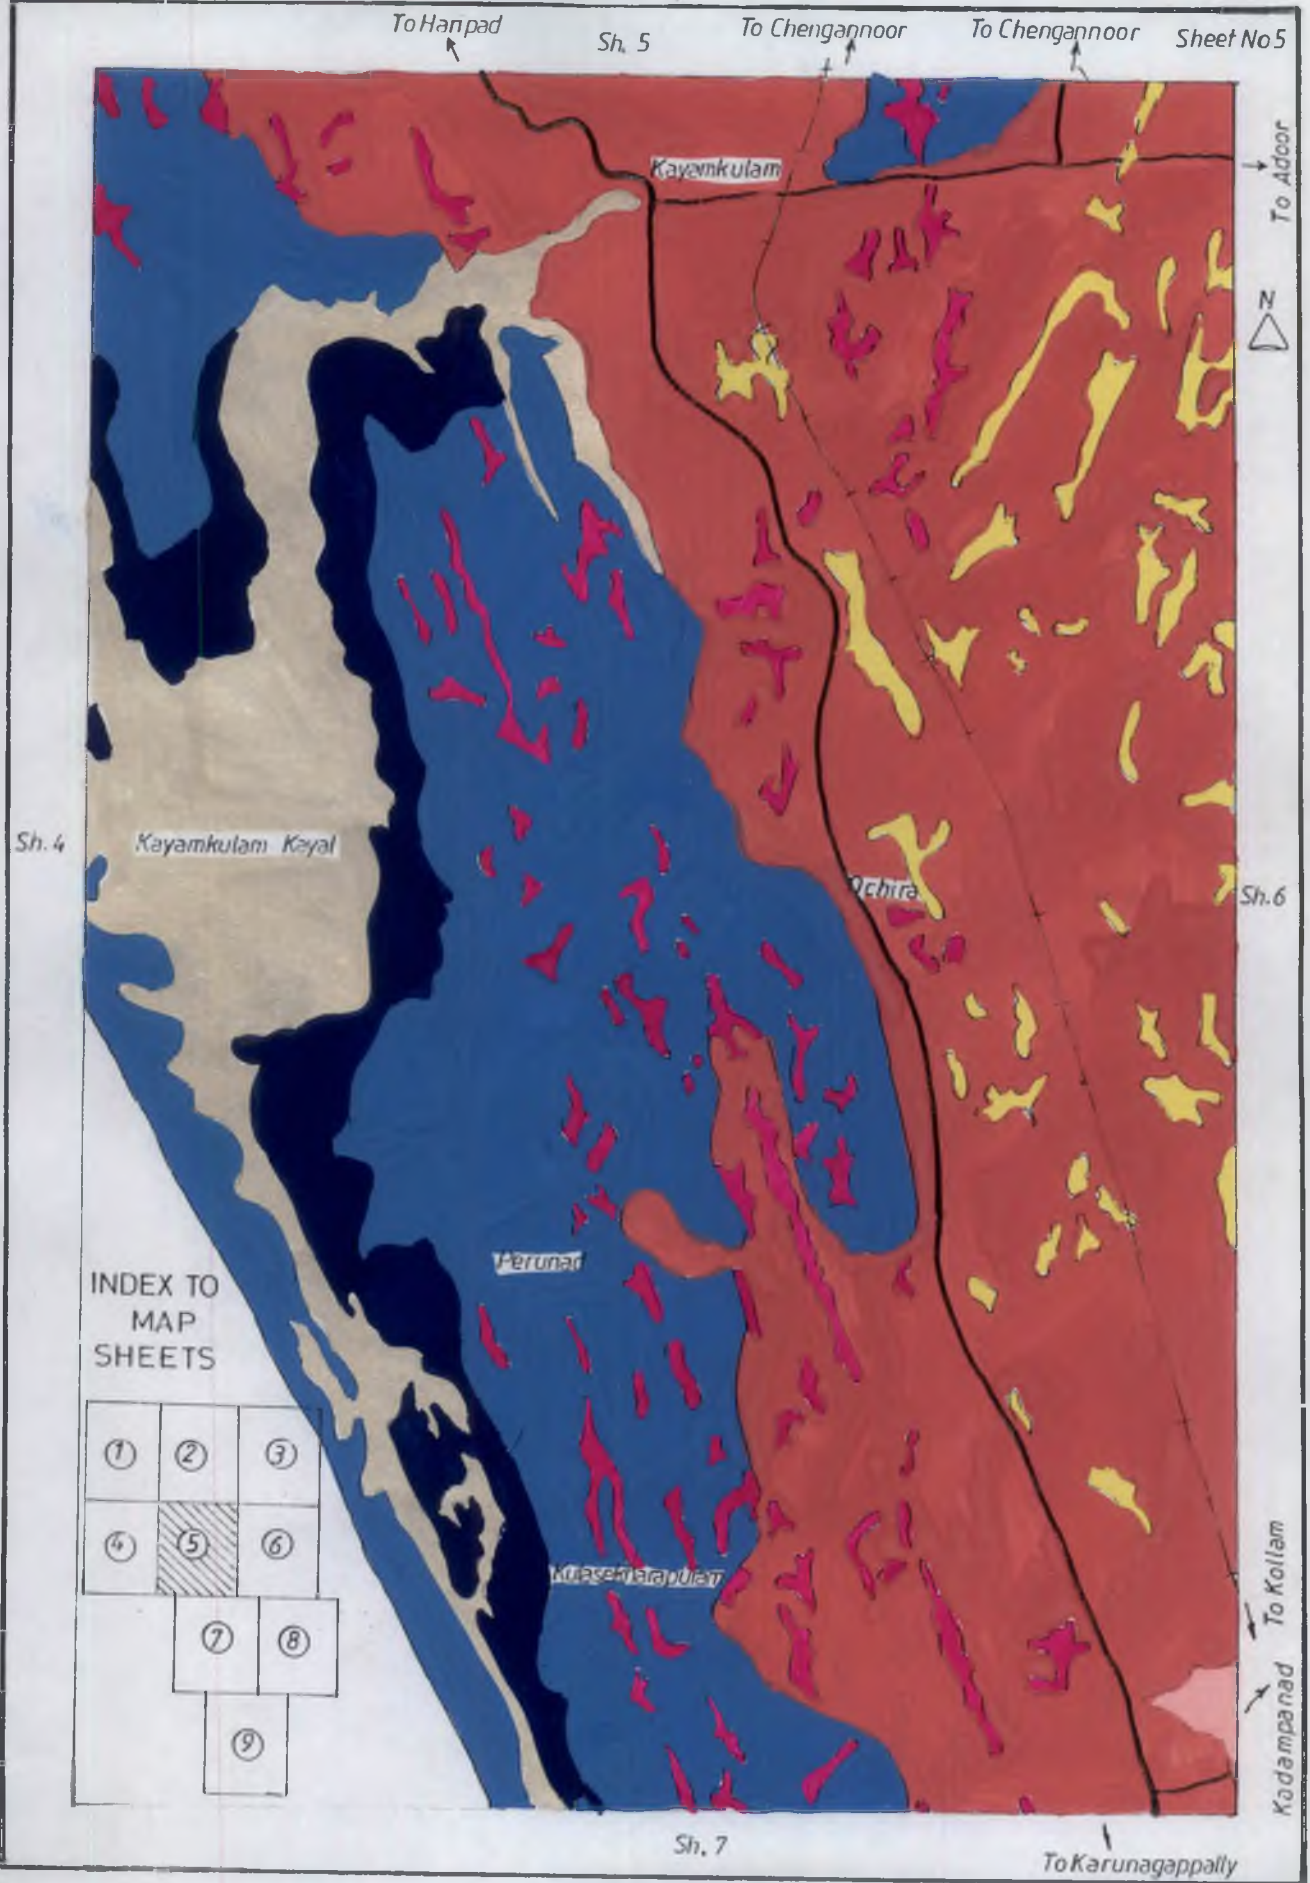 To Haripad
Sh. 5
To Chengannoor
To Chengannoor
Sheet No 5
To Adoor
Kayamkulam
N
Sh. 4
Kayamkulam Kayal
Ochira
Sh. 6
Perunad
INDEX TO
MAP
SHEETS
1
2
3
4
5
6
7
8
9
Kulasekharapuram
To Kollam
Kodampanad
Sh. 7
To Karunagappally